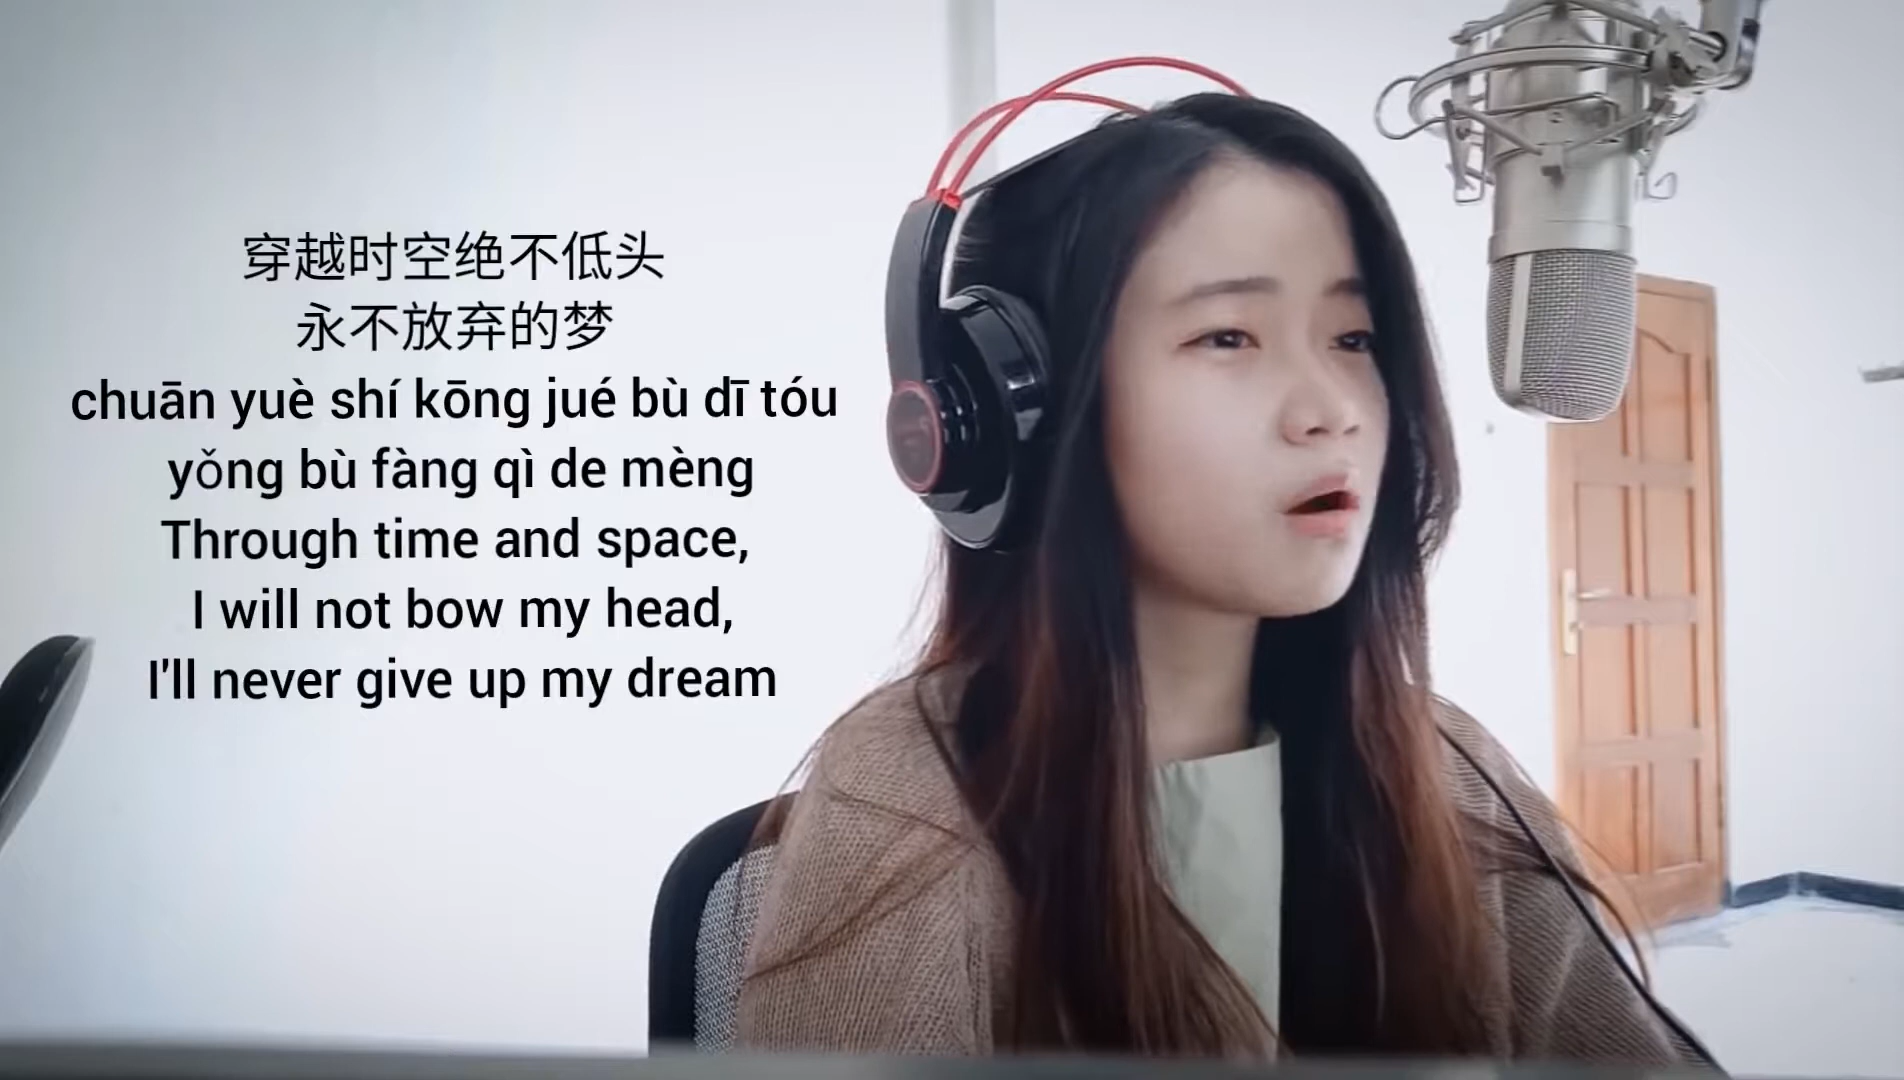 穿越时空绝不低头
永不放弃的梦
chuān yuè shí kōng jué bù dī tóu
yǒng bù fàng qì de mèng
Through time and space,
I will not bow my head,
I'll never give up my dream